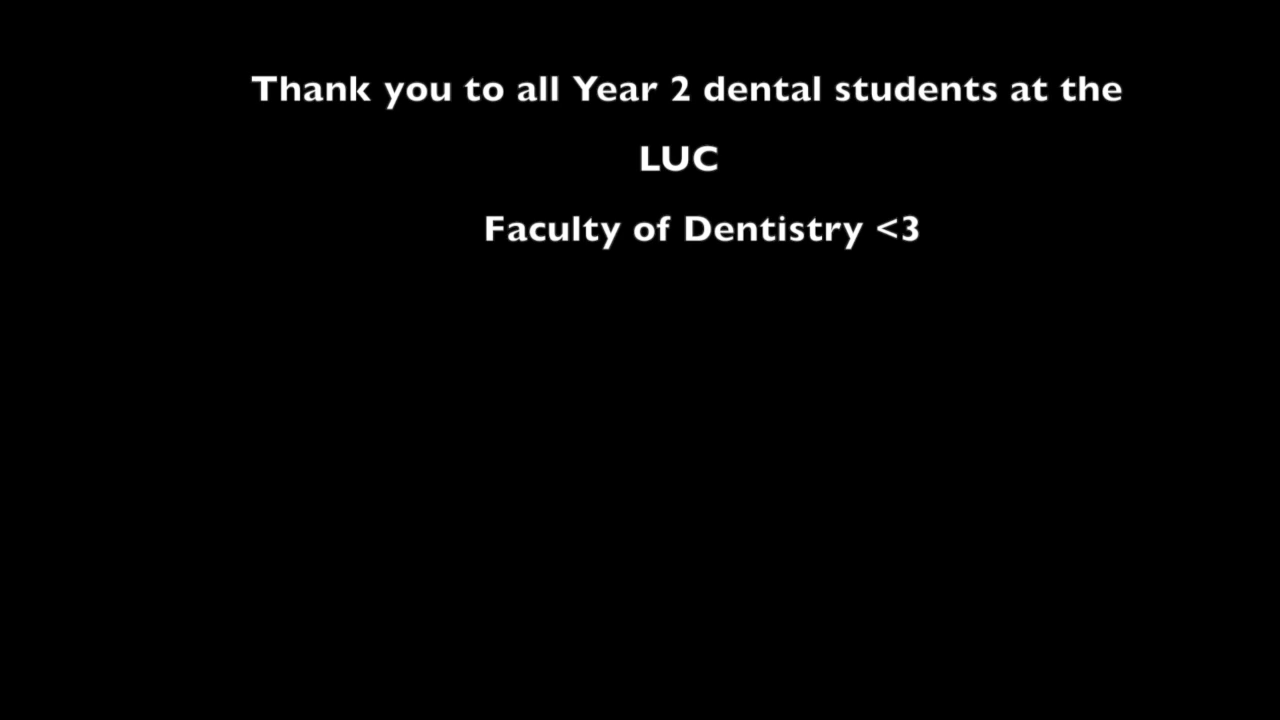 Thank you to all Year 2 dental students at the
LUC
Faculty of Dentistry <3